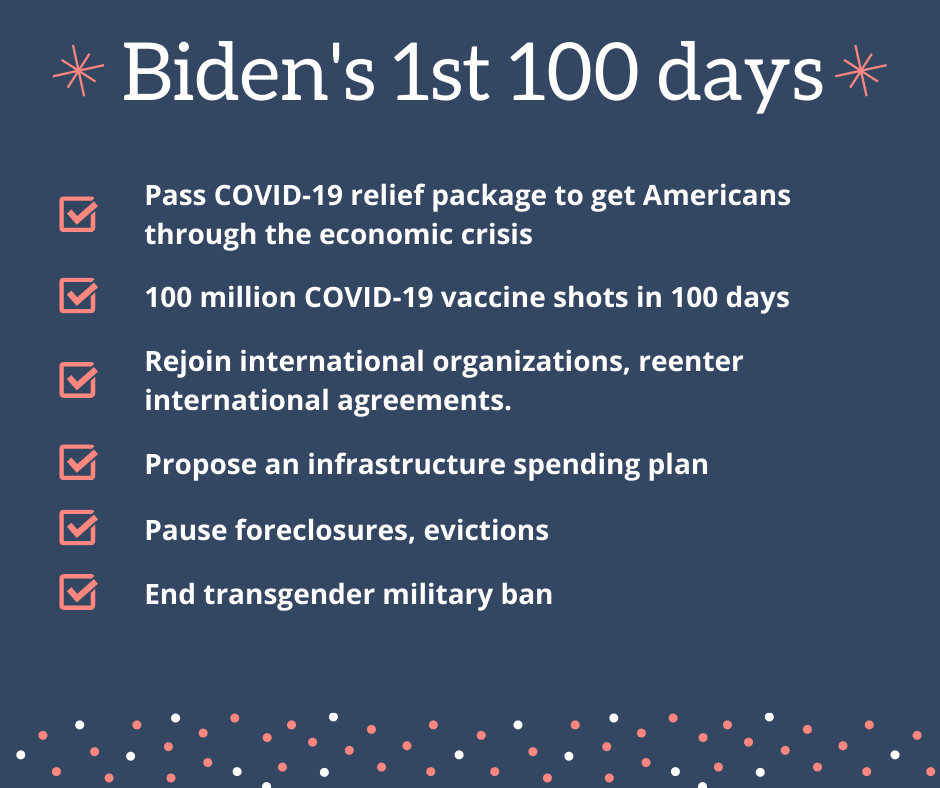 Biden's 1st 100 days
Pass COVID-19 relief package to get Americans
through the economic crisis
100 million COVID-19 vaccine shots in 100 days
Rejoin international organizations, reenter
international agreements.
Propose an infrastructure spending plan
Pause foreclosures, evictions
End transgender military ban